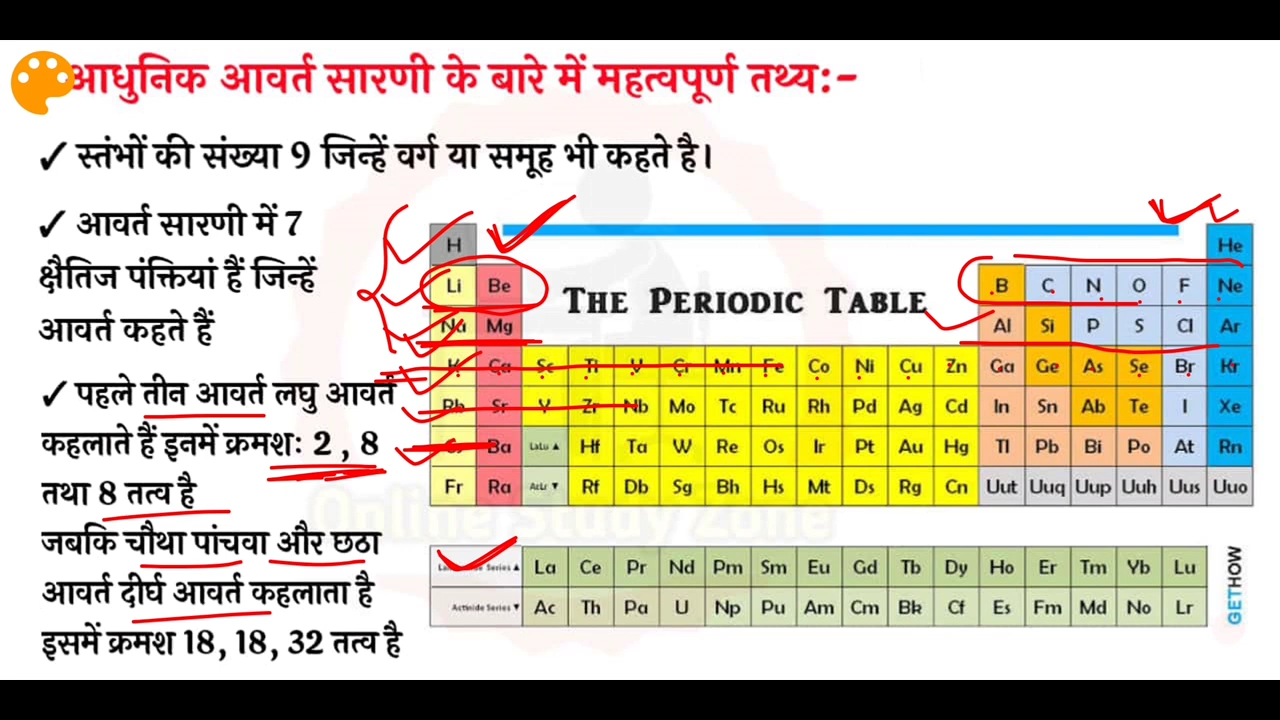 आधुनिक आवर्त सारणी के बारे में महत्वपूर्ण तथ्य:-
✓ स्तंभों की संख्या 9 जिन्हें वर्ग या समूह भी कहते है।
✓ आवर्त सारणी में 7
क्षैतिज पंक्तियां हैं जिन्हें
आवर्त कहते हैं
✓ पहले तीन आवर्त लघु आवर्त
कहलाते हैं इनमें क्रमश: 2 , 8
तथा 8 तत्व है
जबकि चौथा पांचवा और छठा
आवर्त दीर्घ आवर्त कहलाता है
इसमें क्रमश 18, 18, 32 तत्व है
H He
Li Be B C N O F Ne
THE PERIODIC TABLE
Na Mg Al Si P S Cl Ar
K Ca Sc Ti V Cr Mn Fe Co Ni Cu Zn Ga Ge As Se Br Kr
Rb Sr Y Zr Nb Mo Tc Ru Rh Pd Ag Cd In Sn Ab Te I Xe
Ba LaLu ▲ Hf Ta W Re Os Ir Pt Au Hg Tl Pb Bi Po At Rn
Fr Ra AcLr ▼ Rf Db Sg Bh Hs Mt Ds Rg Cn Uut Uuq Uup Uuh Uus Uuo
Online Study Zone
Series ▲ La Ce Pr Nd Pm Sm Eu Gd Tb Dy Ho Er Tm Yb Lu
Actinide Series ▼ Ac Th Pa U Np Pu Am Cm Bk Cf Es Fm Md No Lr
GETHOW